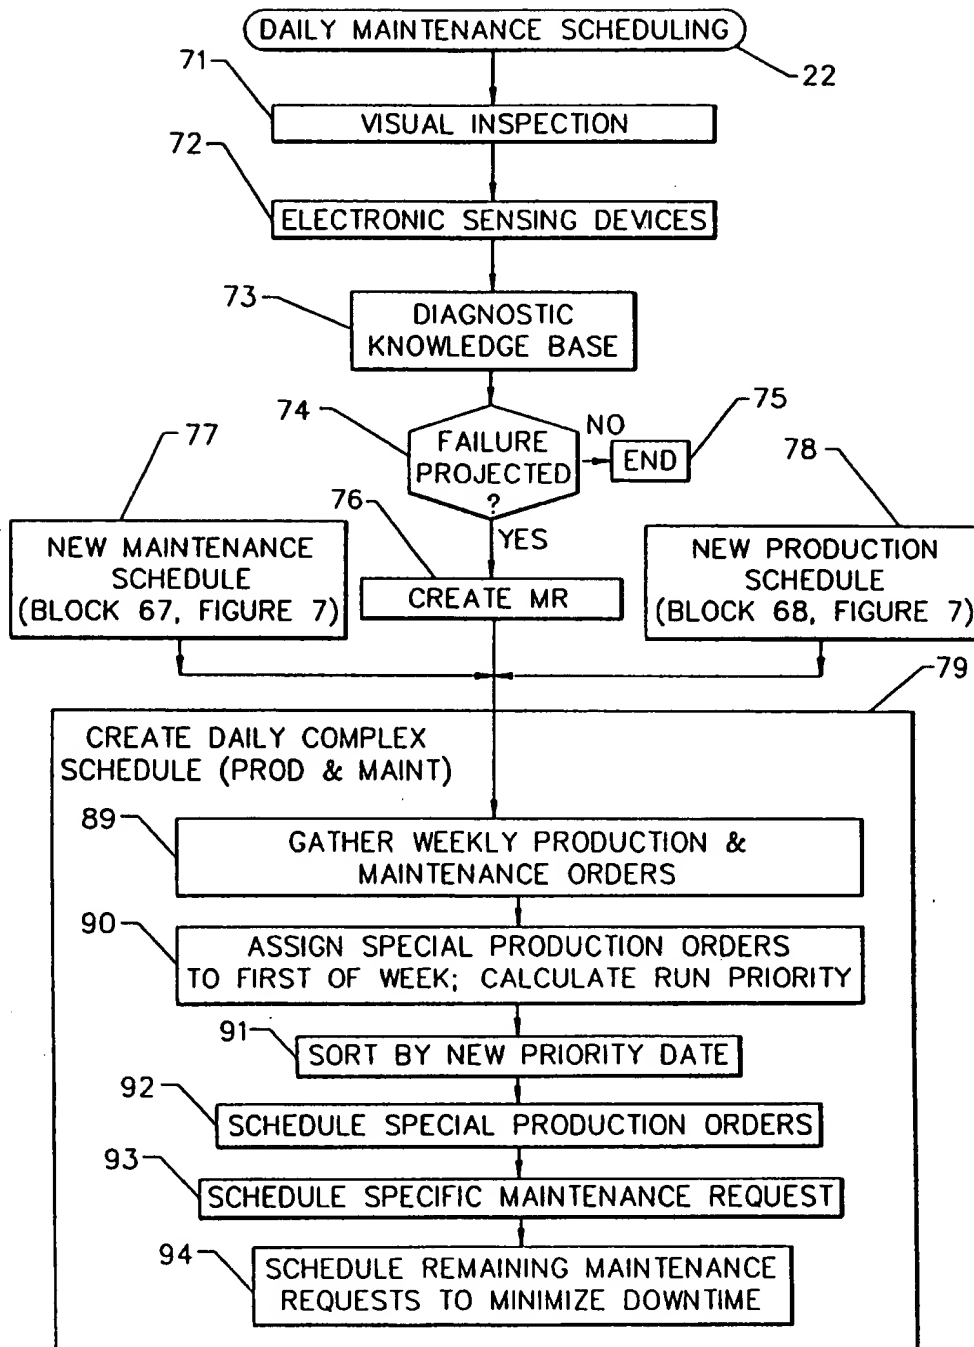 DAILY MAINTENANCE SCHEDULING
22
71
VISUAL INSPECTION
72
ELECTRONIC SENSING DEVICES
73
DIAGNOSTIC
KNOWLEDGE BASE
74
FAILURE
PROJECTED
?
NO
END
75
YES
76
CREATE MR
77
NEW MAINTENANCE
SCHEDULE
(BLOCK 67, FIGURE 7)
78
NEW PRODUCTION
SCHEDULE
(BLOCK 68, FIGURE 7)
79
CREATE DAILY COMPLEX
SCHEDULE (PROD & MAINT)
89
GATHER WEEKLY PRODUCTION &
MAINTENANCE ORDERS
90
ASSIGN SPECIAL PRODUCTION ORDERS
TO FIRST OF WEEK; CALCULATE RUN PRIORITY
91
SORT BY NEW PRIORITY DATE
92
SCHEDULE SPECIAL PRODUCTION ORDERS
93
SCHEDULE SPECIFIC MAINTENANCE REQUEST
94
SCHEDULE REMAINING MAINTENANCE
REQUESTS TO MINIMIZE DOWNTIME